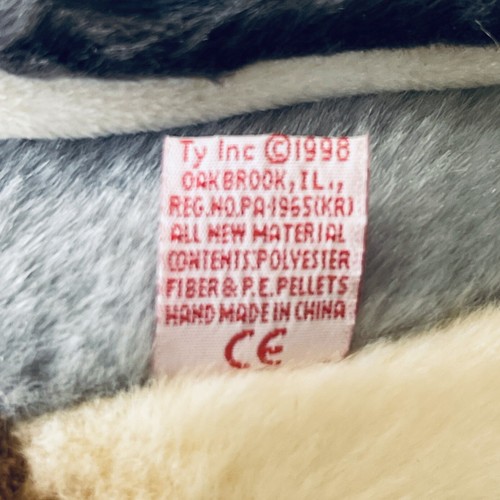 Ty Inc ©1998
OAKBROOK, IL.,
REG.NO.PA-1965(KR)
ALL NEW MATERIAL
CONTENTS:POLYESTER
FIBER & P.E.PELLETS
HAND MADE IN CHINA
CE